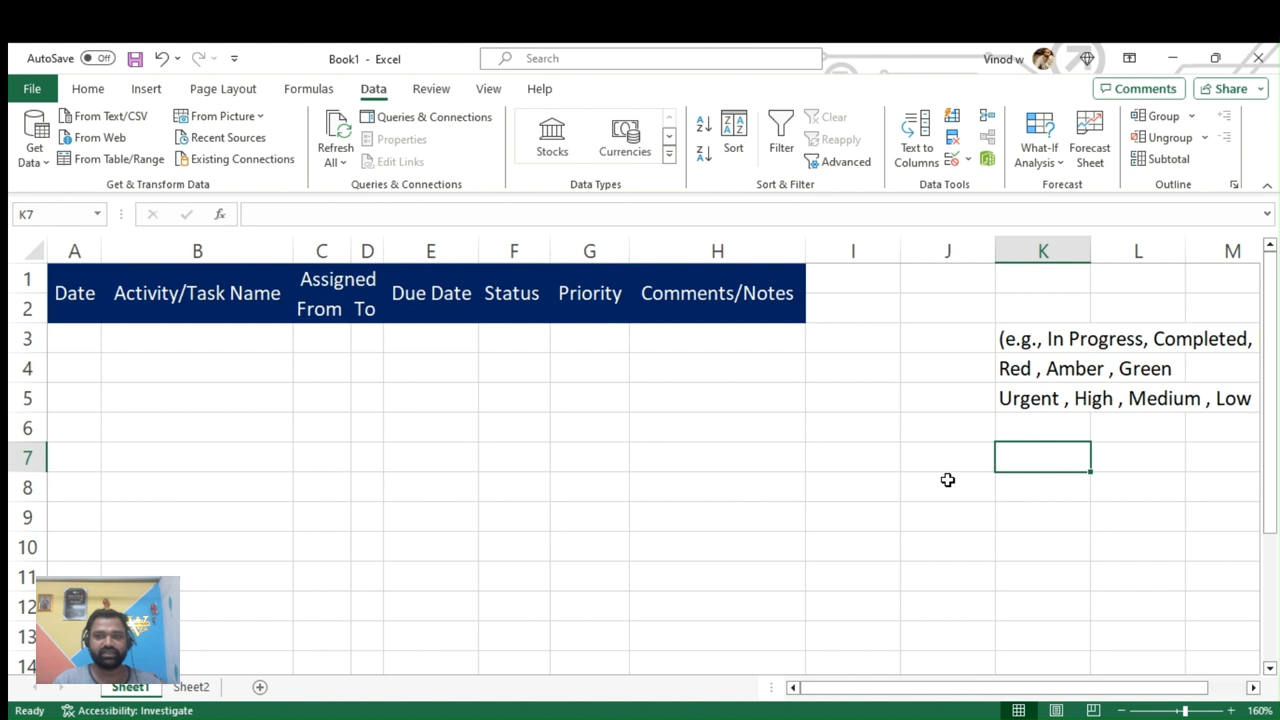 AutoSave Off Book1 - Excel Search Vinod w
File Home Insert Page Layout Formulas Data Review View Help Comments Share
Get Data From Text/CSV From Picture Refresh All Queries & Connections Stocks Currencies Sort Filter Clear Text to Columns What-If Analysis Forecast Sheet Group
From Web Recent Sources Properties Reapply Ungroup
From Table/Range Existing Connections Edit Links Advanced Subtotal
Get & Transform Data Queries & Connections Data Types Sort & Filter Data Tools Forecast Outline
K7 fx
A B C D E F G H I J K L M
1 Date Activity/Task Name Assigned Due Date Status Priority Comments/Notes
2 From To
3 (e.g., In Progress, Completed,
4 Red , Amber , Green
5 Urgent , High , Medium , Low
6
7
8
9
10
11
12
13
14
Sheet1 Sheet2
Ready Accessibility: Investigate 160%